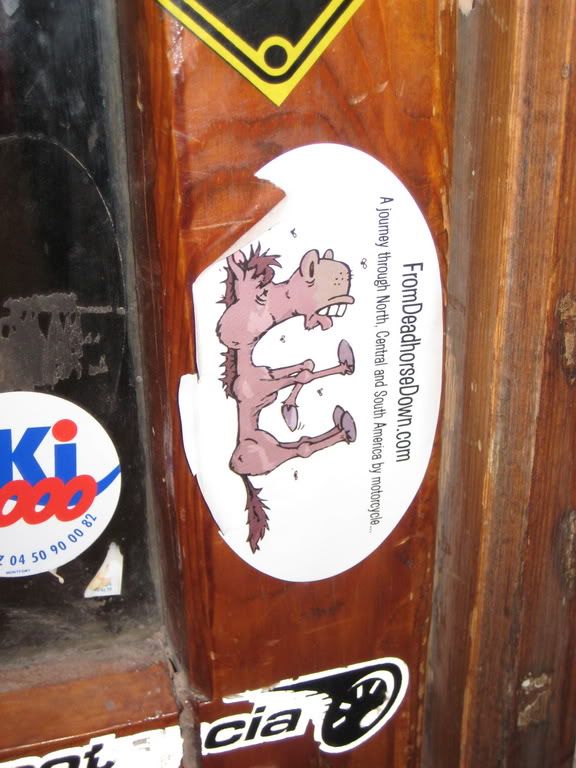 FromDeadhorseDown.com
A journey through North, Central and South America by motorcycle...
Ki
000
04 50 90 00 82
MONTFORT
cia